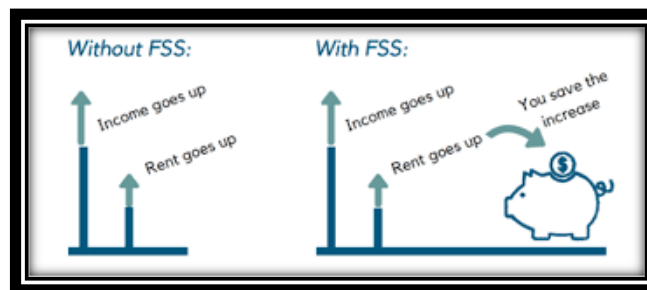 Without FSS:
Income goes up
Rent goes up
With FSS:
Income goes up
Rent goes up
You save the
increase
$